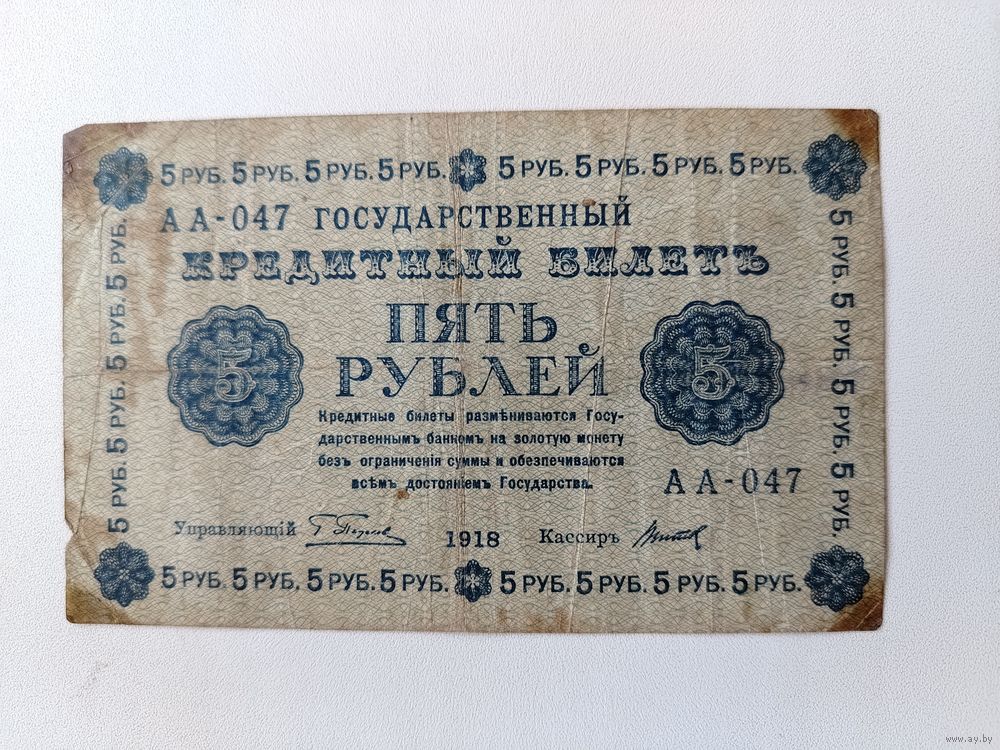 5 РУБ. 5 РУБ. 5 РУБ. 5 РУБ. 5 РУБ. 5 РУБ. 5 РУБ. 5 РУБ.
АА-047 ГОСУДАРСТВЕННЫЙ
КРЕДИТНЫЙ БИЛЕТЪ
ПЯТЬ
РУБЛЕЙ
5
5
Кредитные билеты размѣниваются Госу-
дарственнымъ банкомъ на золотую монету
безъ ограниченія суммы и обезпечиваются
всѣмъ достояніемъ Государства.
АА-047
Управляющій
1918
Кассиръ
5 РУБ. 5 РУБ. 5 РУБ. 5 РУБ. 5 РУБ. 5 РУБ. 5 РУБ. 5 РУБ.
5 РУБ. 5 РУБ. 5 РУБ. 5 РУБ.
5 РУБ. 5 РУБ. 5 РУБ. 5 РУБ.
www.ay.by